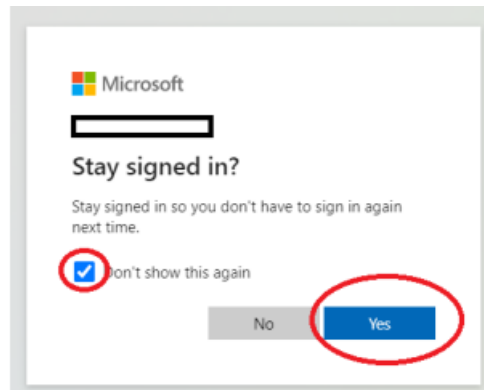 Microsoft
Stay signed in?
Stay signed in so you don't have to sign in again
next time.
Don't show this again
No
Yes